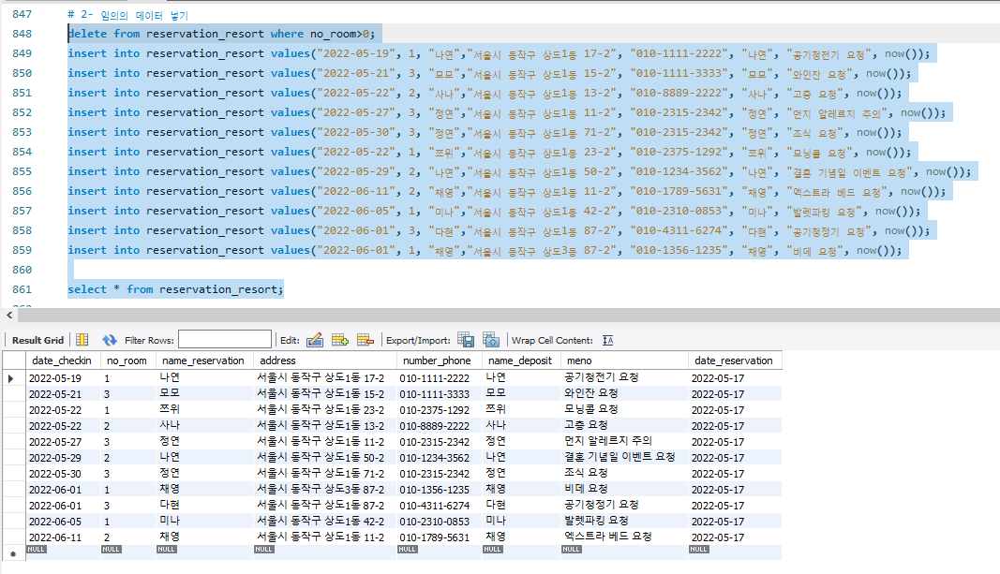 847 # 2- 임의의 데이터 넣기
848 delete from reservation_resort where no_room>0;
849 insert into reservation_resort values("2022-05-19", 1, "나연","서울시 동작구 상도1동 17-2", "010-1111-2222", "나연", "공기청전기 요청", now());
850 insert into reservation_resort values("2022-05-21", 3, "모모","서울시 동작구 상도1동 15-2", "010-1111-3333", "모모", "와인잔 요청", now());
851 insert into reservation_resort values("2022-05-22", 2, "사나","서울시 동작구 상도1동 13-2", "010-8889-2222", "사나", "고층 요청", now());
852 insert into reservation_resort values("2022-05-27", 3, "정연","서울시 동작구 상도1동 11-2", "010-2315-2342", "정연", "먼지 알레르지 주의", now());
853 insert into reservation_resort values("2022-05-30", 3, "정연","서울시 동작구 상도1동 71-2", "010-2315-2342", "정연", "조식 요청", now());
854 insert into reservation_resort values("2022-05-22", 1, "쯔위","서울시 동작구 상도1동 23-2", "010-2375-1292", "쯔위", "모닝콜 요청", now());
855 insert into reservation_resort values("2022-05-29", 2, "나연","서울시 동작구 상도1동 50-2", "010-1234-3562", "나연", "결혼 기념일 이벤트 요청", now());
856 insert into reservation_resort values("2022-06-11", 2, "채영","서울시 동작구 상도1동 11-2", "010-1789-5631", "채영", "엑스트라 베드 요청", now());
857 insert into reservation_resort values("2022-06-05", 1, "미나","서울시 동작구 상도1동 42-2", "010-2310-0853", "미나", "발렛파킹 요청", now());
858 insert into reservation_resort values("2022-06-01", 3, "다현","서울시 동작구 상도1동 87-2", "010-4311-6274", "다현", "공기청정기 요청", now());
859 insert into reservation_resort values("2022-06-01", 1, "채영","서울시 동작구 상도3동 87-2", "010-1356-1235", "채영", "비데 요청", now());
860
861 select * from reservation_resort;
Result Grid Filter Rows: Edit: Export/Import: Wrap Cell Content:
date_checkin no_room name_reservation address number_phone name_deposit meno date_reservation
2022-05-19 1 나연 서울시 동작구 상도1동 17-2 010-1111-2222 나연 공기청전기 요청 2022-05-17
2022-05-21 3 모모 서울시 동작구 상도1동 15-2 010-1111-3333 모모 와인잔 요청 2022-05-17
2022-05-22 1 쯔위 서울시 동작구 상도1동 23-2 010-2375-1292 쯔위 모닝콜 요청 2022-05-17
2022-05-22 2 사나 서울시 동작구 상도1동 13-2 010-8889-2222 사나 고층 요청 2022-05-17
2022-05-27 3 정연 서울시 동작구 상도1동 11-2 010-2315-2342 정연 먼지 알레르지 주의 2022-05-17
2022-05-29 2 나연 서울시 동작구 상도1동 50-2 010-1234-3562 나연 결혼 기념일 이벤트 요청 2022-05-17
2022-05-30 3 정연 서울시 동작구 상도1동 71-2 010-2315-2342 정연 조식 요청 2022-05-17
2022-06-01 1 채영 서울시 동작구 상도3동 87-2 010-1356-1235 채영 비데 요청 2022-05-17
2022-06-01 3 다현 서울시 동작구 상도1동 87-2 010-4311-6274 다현 공기청정기 요청 2022-05-17
2022-06-05 1 미나 서울시 동작구 상도1동 42-2 010-2310-0853 미나 발렛파킹 요청 2022-05-17
2022-06-11 2 채영 서울시 동작구 상도1동 11-2 010-1789-5631 채영 엑스트라 베드 요청 2022-05-17
NULL NULL NULL NULL NULL NULL NULL NULL